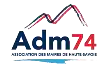 Adm74
ASSOCIATION DES MAIRES DE HAUTE-SAVOIE